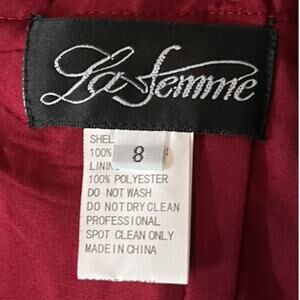 La Femme
SHEL
100% 8
LININ
100% POLYESTER
DO NOT WASH
DO NOT DRY CLEAN
PROFESSIONAL
SPOT CLEAN ONLY
MADE IN CHINA